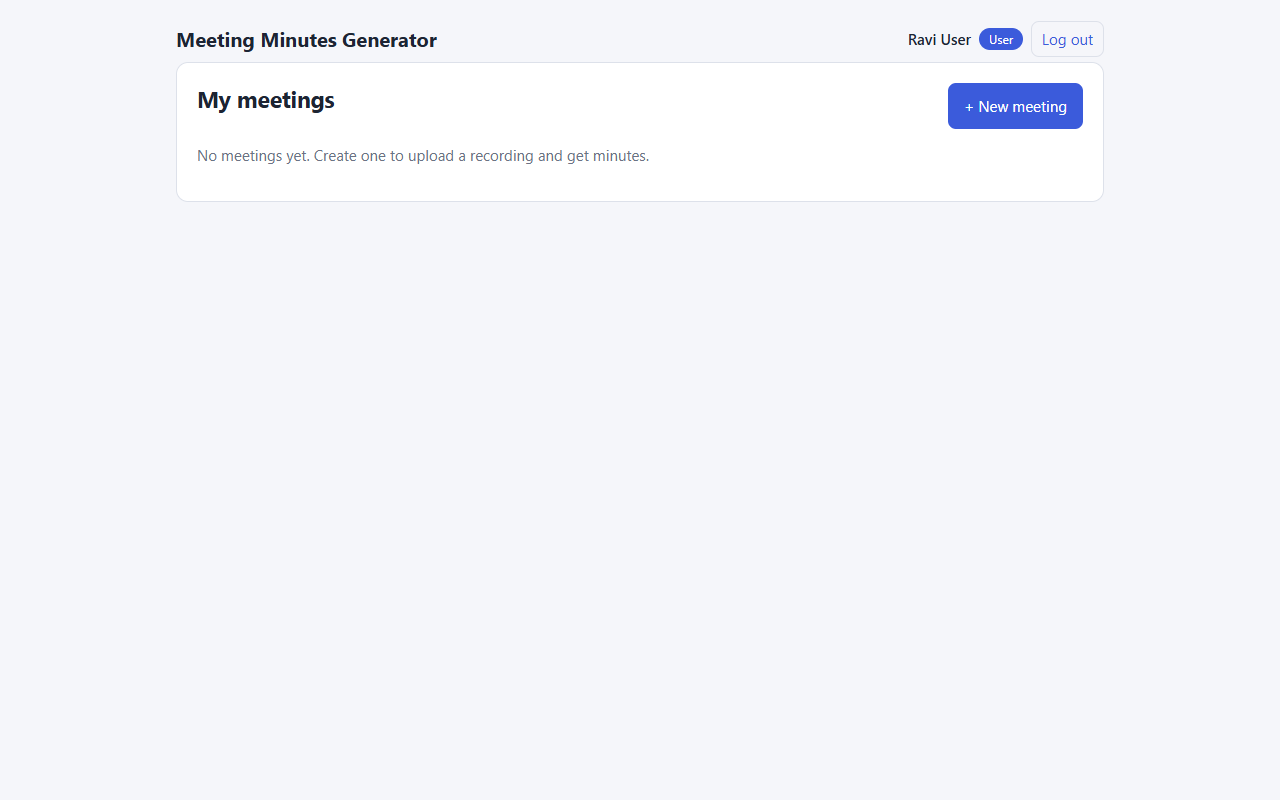 Meeting Minutes Generator
Ravi User User Log out
My meetings
+ New meeting
No meetings yet. Create one to upload a recording and get minutes.